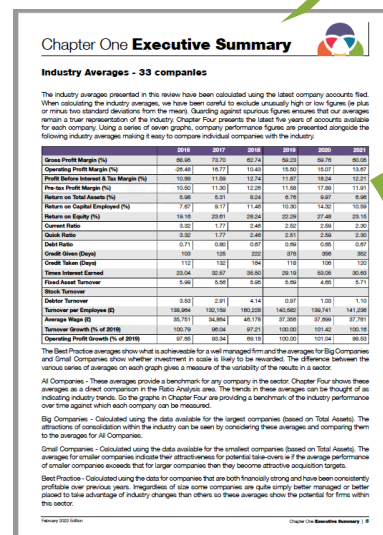 Chapter One Executive Summary
Industry Averages - 33 companies
The industry averages presented in this review have been calculated using the latest company accounts filed.
When calculating the industry averages, we have been careful to exclude unusually high or low figures (ie plus
or minus two standard deviations from the mean). Guarding against spurious figures ensures that our averages
remain a truer representation of the industry. Chapter Four presents the latest five years of accounts available
for each company. Using a series of seven graphs, company performance figures are presented alongside the
following industry averages making it easy to compare individual companies with the industry.
2016 2017 2018 2019 2020 2021
Gross Profit Margin (%) 68.95 73.70 62.74 59.23 59.76 60.05
Operating Profit Margin (%) -26.48 16.77 10.43 15.50 15.07 13.67
Profit Before Interest & Tax Margin (%) 10.89 11.59 12.74 11.87 18.24 12.21
Pre-tax Profit Margin (%) 10.50 11.30 12.26 11.56 17.89 11.91
Return on Total Assets (%) 5.98 5.31 8.24 6.76 9.97 6.96
Return on Capital Employed (%) 7.87 9.17 11.46 10.30 14.32 10.59
Return on Equity (%) 19.16 23.61 28.24 22.29 27.48 23.15
Current Ratio 3.32 1.77 2.46 2.52 2.59 2.30
Quick Ratio 3.32 1.77 2.46 2.51 2.59 2.30
Debt Ratio 0.71 0.80 0.67 0.69 0.65 0.67
Credit Given (Days) 103 125 222 378 356 352
Credit Taken (Days) 112 132 184 118 106 120
Times Interest Earned 23.04 32.57 35.50 29.19 53.05 30.63
Fixed Asset Turnover 5.99 5.56 5.95 5.69 4.65 5.71
Stock Turnover
Debtor Turnover 3.53 2.91 4.14 0.97 1.03 1.10
Turnover per Employee (£) 138,964 132,159 160,228 140,582 139,741 141,236
Average Wage (£) 35,751 34,864 46,178 37,356 37,699 37,761
Turnover Growth (% of 2019) 100.79 96.04 97.21 100.00 101.42 100.16
Operating Profit Growth (% of 2019) 97.66 93.04 69.18 100.00 101.04 99.53
The Best Practice averages show what is achievable for a well managed firm and the averages for Big Companies
and Small Companies show whether investment in scale is likely to be rewarded. The difference between the
various series of averages on each graph gives a measure of the variability of the results in a sector.
All Companies - These averages provide a benchmark for any company in the sector. Chapter Four shows these
averages as a direct comparison in the Ratio Analysis area. The trends in these averages can be thought of as
indicating industry trends. So the graphs in Chapter Four are providing a benchmark of the industry performance
over time against which each company can be measured.
Big Companies - Calculated using the data available for the largest companies (based on Total Assets). The
attractions of consolidation within the industry can be seen by considering these averages and comparing them
to the averages for All Companies.
Small Companies - Calculated using the data available for the smallest companies (based on Total Assets). The
averages for smaller companies indicate their attractiveness for potential take-overs ie if the average performance
of smaller companies exceeds that for larger companies then they become attractive acquisition targets.
Best Practice - Calculated using the data for companies that are both financially strong and have been consistently
profitable over previous years. Irregardless of size some companies are quite simply better managed or better
placed to take advantage of industry changes than others so these averages show the potential for firms within
this sector.
February 2022 Edition Chapter One Executive Summary | 5